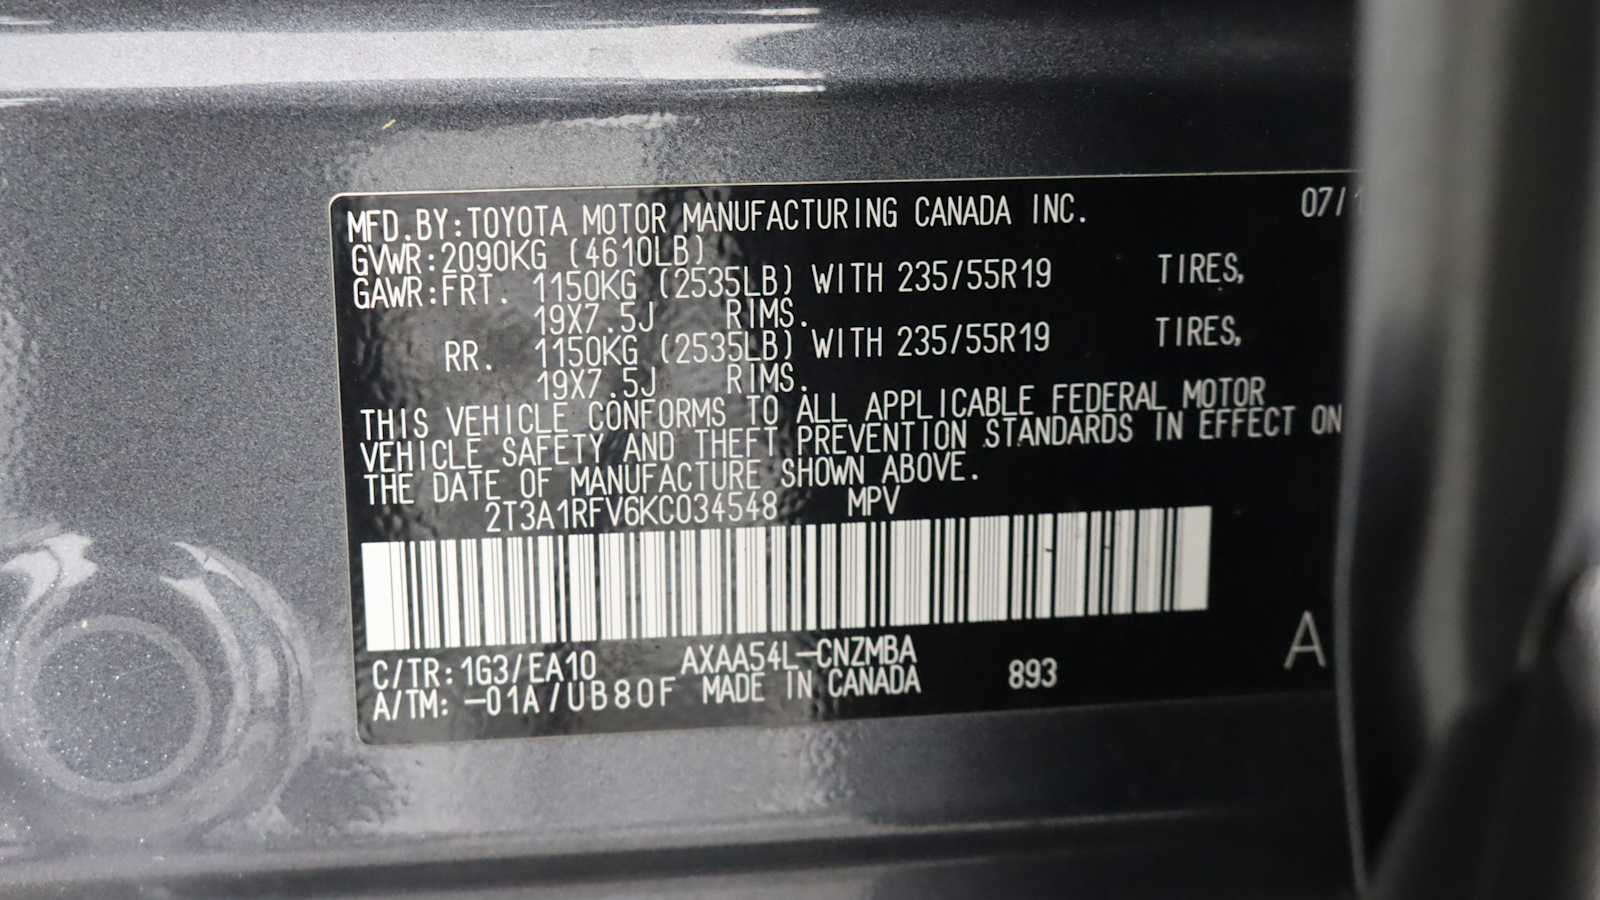 MFD.BY:TOYOTA MOTOR MANUFACTURING CANADA INC. 07/1
GVWR:2090KG (4610LB)
GAWR:FRT. 1150KG (2535LB) WITH 235/55R19 TIRES,
19X7.5J RIMS.
RR. 1150KG (2535LB) WITH 235/55R19 TIRES,
19X7.5J RIMS.
THIS VEHICLE CONFORMS TO ALL APPLICABLE FEDERAL MOTOR
VEHICLE SAFETY AND THEFT PREVENTION STANDARDS IN EFFECT ON
THE DATE OF MANUFACTURE SHOWN ABOVE.
2T3A1RFV6KC034548 MPV
C/TR:1G3/EA10 AXAA54L-CNZMBA
A/TM:-01A/UB80F MADE IN CANADA 893
A